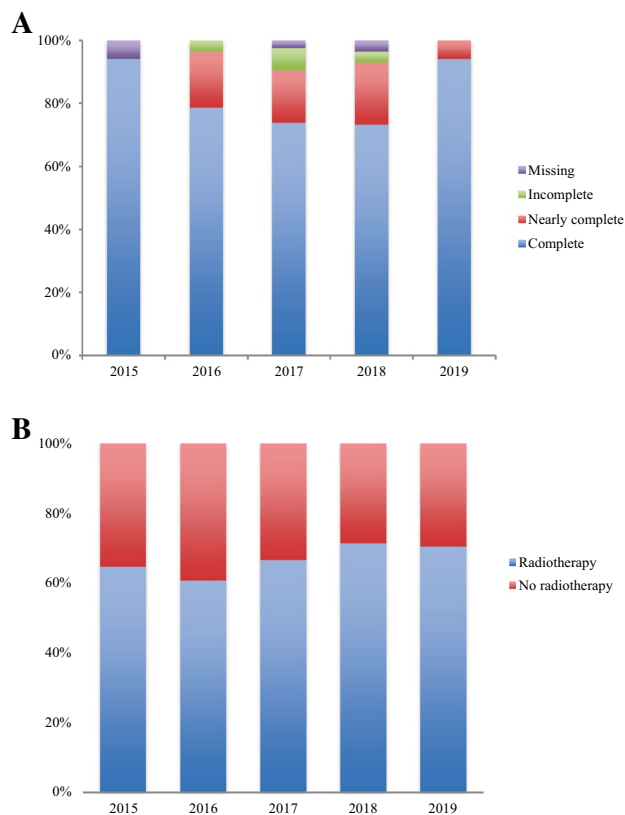 A
100%
80%
60%
40%
20%
0%
2015 2016 2017 2018 2019
Missing
Incomplete
Nearly complete
Complete
B
100%
80%
60%
40%
20%
0%
2015 2016 2017 2018 2019
Radiotherapy
No radiotherapy